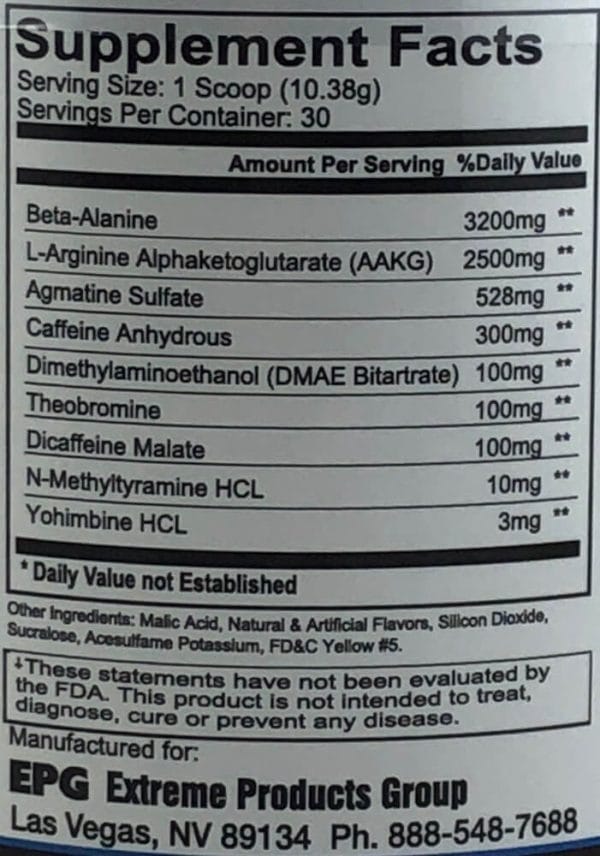 Supplement Facts
Serving Size: 1 Scoop (10.38g)
Servings Per Container: 30
Amount Per Serving %Daily Value
Beta-Alanine 3200mg **
L-Arginine Alphaketoglutarate (AAKG) 2500mg **
Agmatine Sulfate 528mg **
Caffeine Anhydrous 300mg **
Dimethylaminoethanol (DMAE Bitartrate) 100mg **
Theobromine 100mg **
Dicaffeine Malate 100mg **
N-Methyltyramine HCL 10mg **
Yohimbine HCL 3mg **
* Daily Value not Established
Other Ingredients: Malic Acid, Natural & Artificial Flavors, Silicon Dioxide,
Sucralose, Acesulfame Potassium, FD&C Yellow #5.
‡These statements have not been evaluated by
the FDA. This product is not intended to treat,
diagnose, cure or prevent any disease.
Manufactured for:
EPG Extreme Products Group
Las Vegas, NV 89134 Ph. 888-548-7688